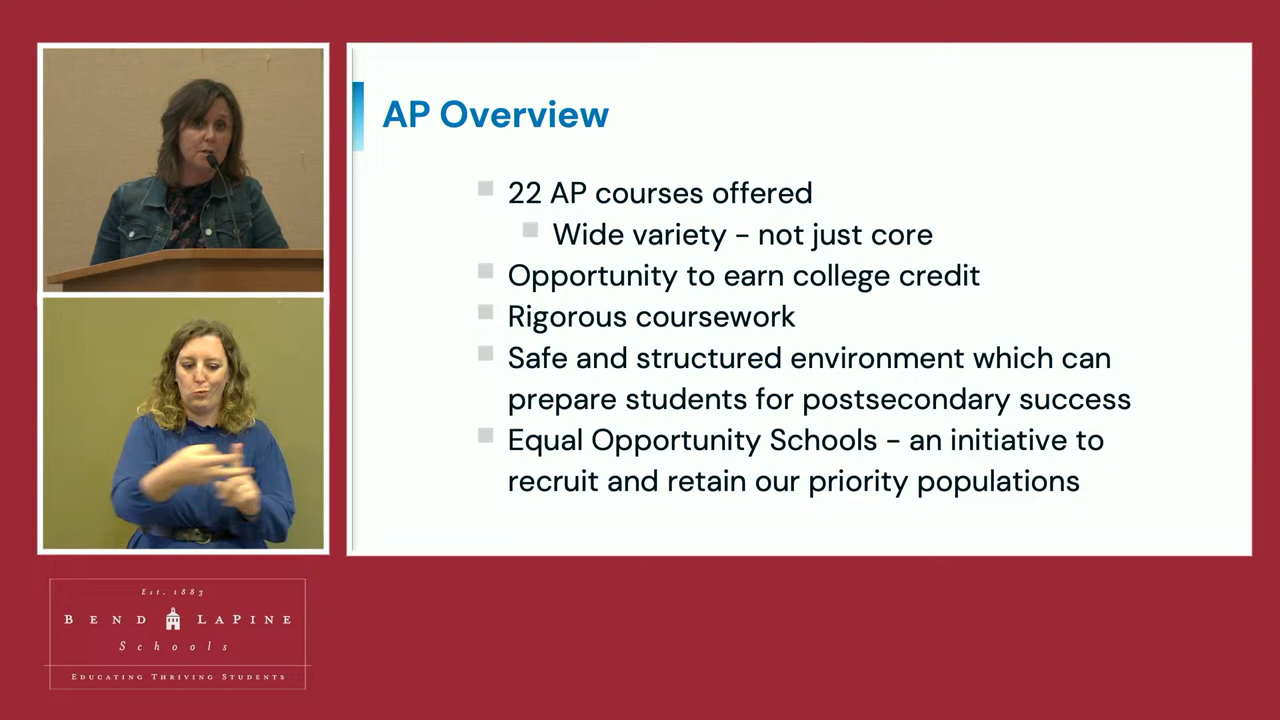 AP Overview
22 AP courses offered
Wide variety – not just core
Opportunity to earn college credit
Rigorous coursework
Safe and structured environment which can
prepare students for postsecondary success
Equal Opportunity Schools – an initiative to
recruit and retain our priority populations
Est. 1883
BEND LAPINE
Schools
EDUCATING THRIVING STUDENTS